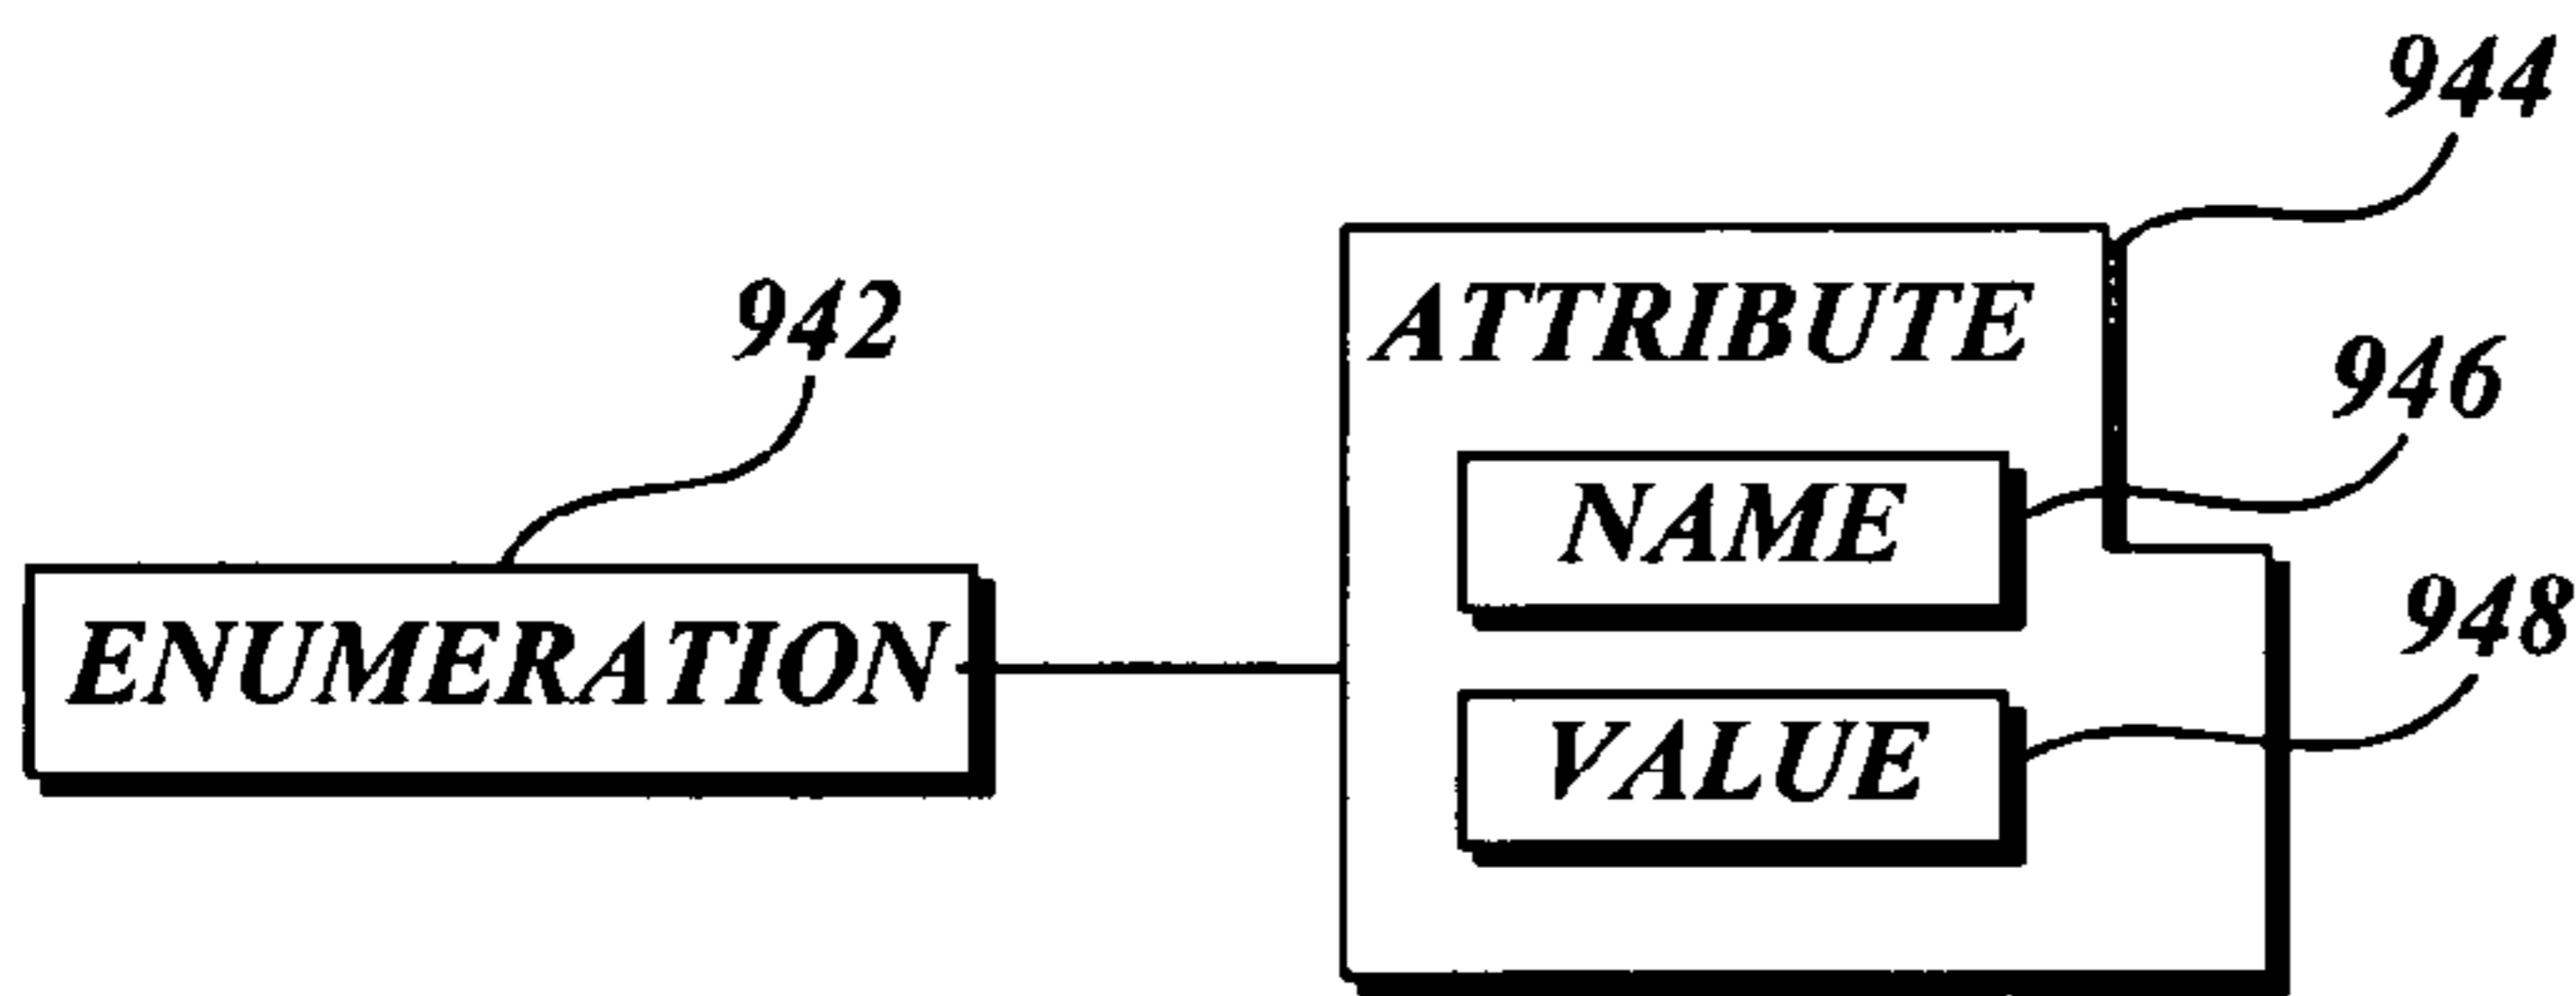 944
942
ATTRIBUTE
946
NAME
948
ENUMERATION
VALUE